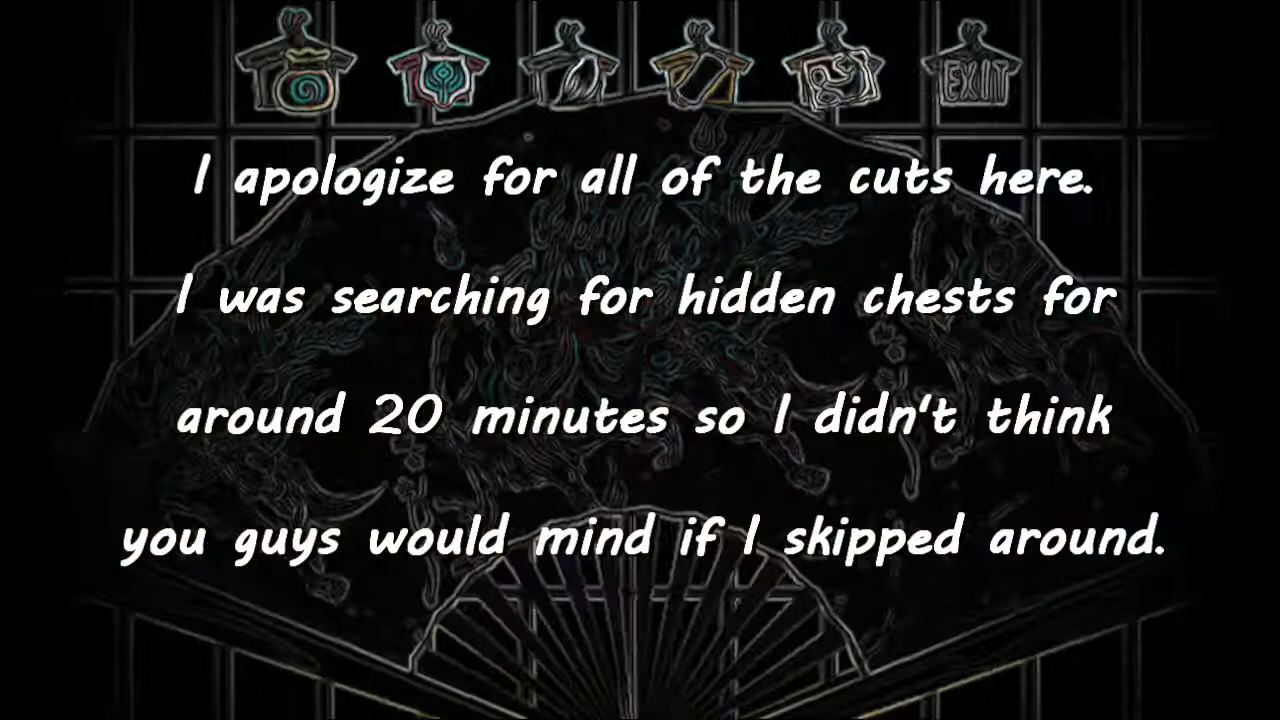 EXIT
I apologize for all of the cuts here.
I was searching for hidden chests for
around 20 minutes so I didn't think
you guys would mind if I skipped around.